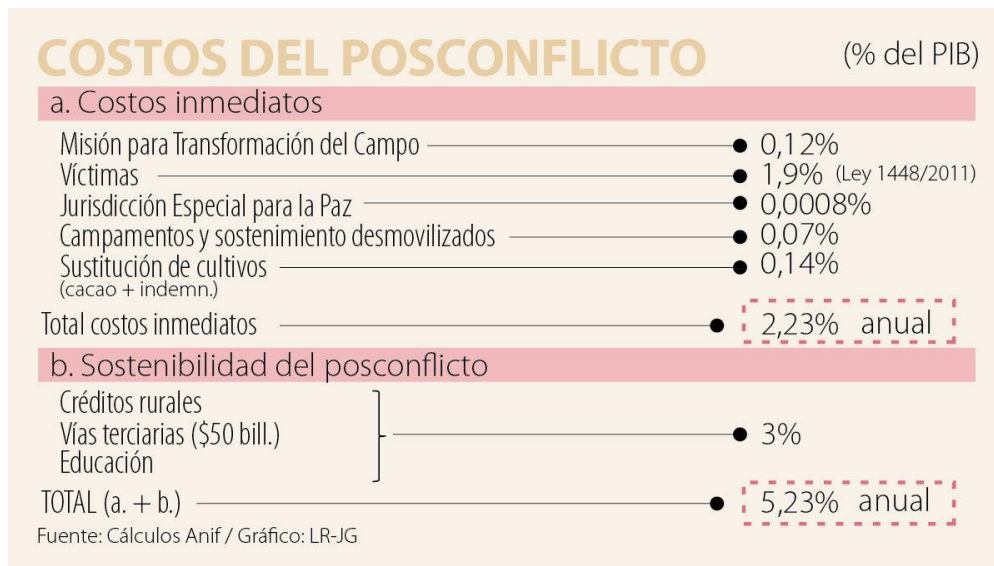 COSTOS DEL POSCONFLICTO (% del PIB)
a. Costos inmediatos
Misión para Transformación del Campo 0,12%
Víctimas 1,9% (Ley 1448/2011)
Jurisdicción Especial para la Paz 0,0008%
Campamentos y sostenimiento desmovilizados 0,07%
Sustitución de cultivos 0,14%
(cacao + indemn.)
Total costos inmediatos 2,23% anual
b. Sostenibilidad del posconflicto
Créditos rurales
Vías terciarias ($50 bill.) 3%
Educación
TOTAL (a. + b.) 5,23% anual
Fuente: Cálculos Anif / Gráfico: LR-JG